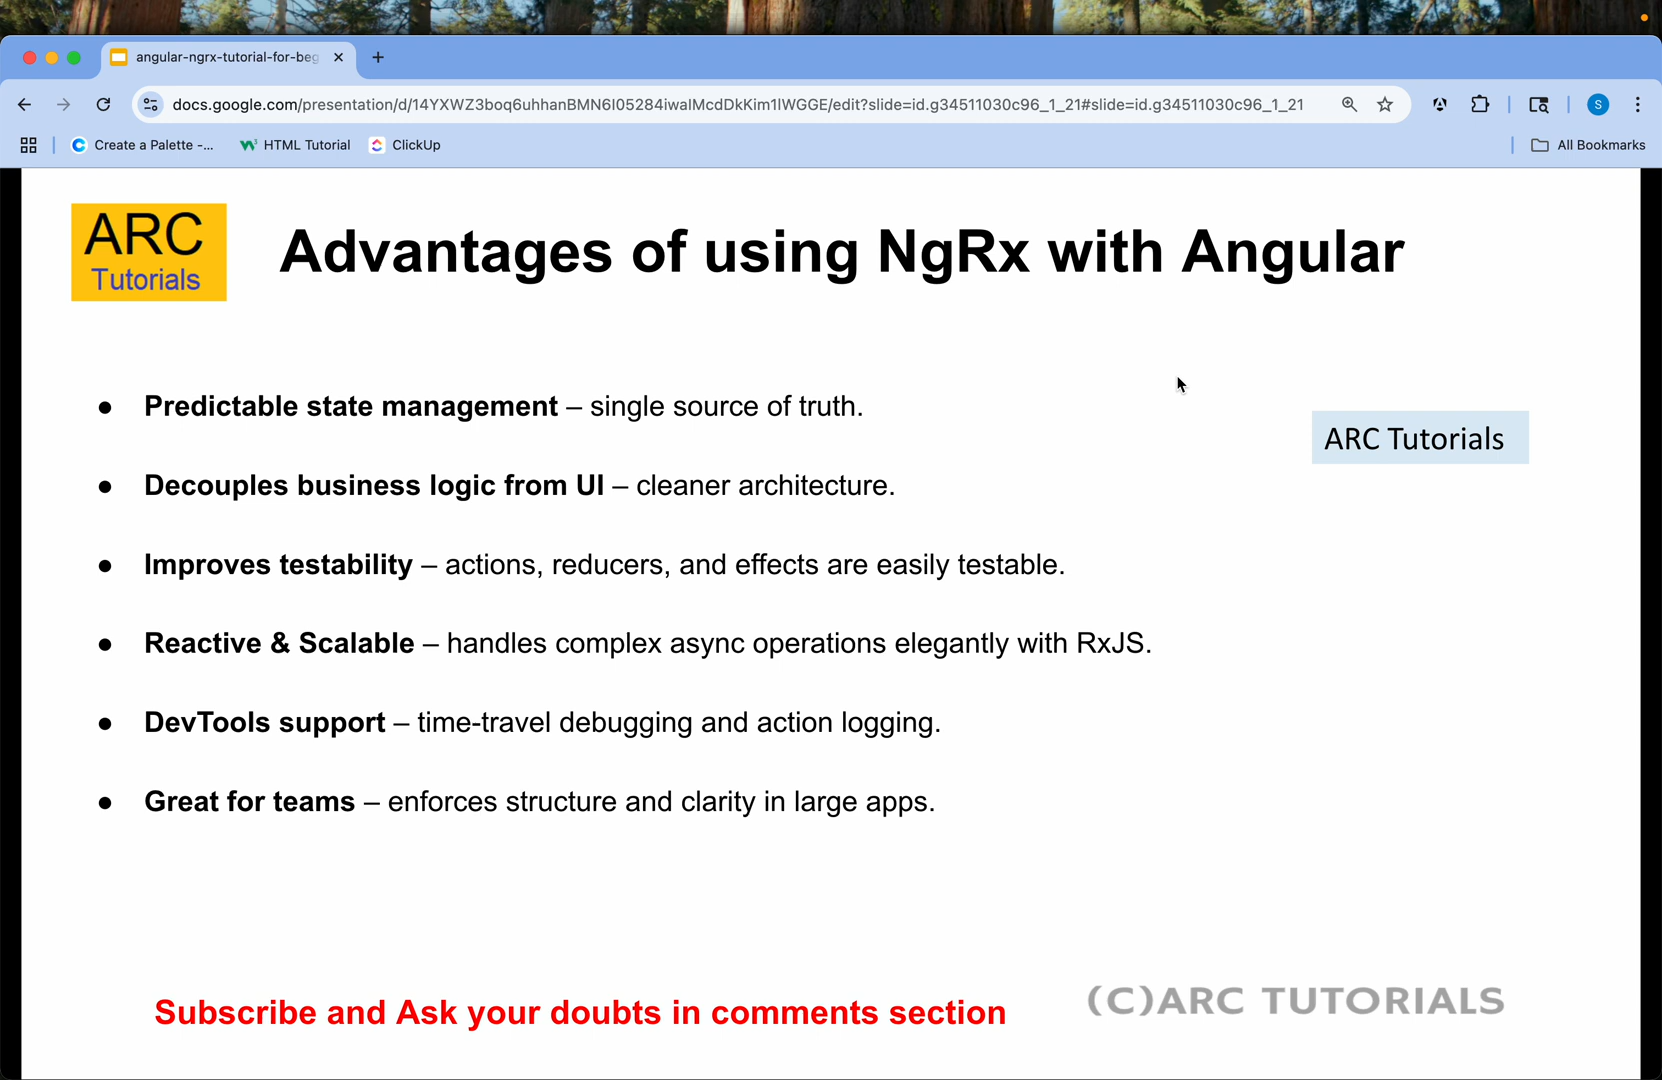 angular-ngrx-tutorial-for-beg
docs.google.com/presentation/d/14YXWZ3boq6uhhanBMN6I05284iwaIMcdDkKim1lWGGE/edit?slide=id.g34511030c96_1_21#slide=id.g34511030c96_1_21
S
Create a Palette -...
HTML Tutorial
ClickUp
All Bookmarks
ARC
Tutorials
Advantages of using NgRx with Angular
● Predictable state management – single source of truth.
ARC Tutorials
● Decouples business logic from UI – cleaner architecture.
● Improves testability – actions, reducers, and effects are easily testable.
● Reactive & Scalable – handles complex async operations elegantly with RxJS.
● DevTools support – time-travel debugging and action logging.
● Great for teams – enforces structure and clarity in large apps.
Subscribe and Ask your doubts in comments section
(C)ARC TUTORIALS